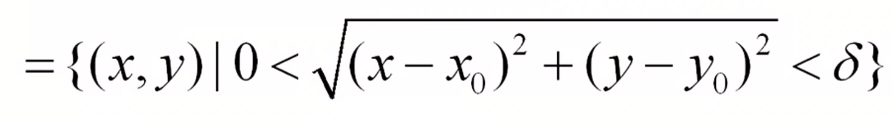 = {(x, y) | 0 < √((x − x₀)² + (y − y₀)²) < δ}